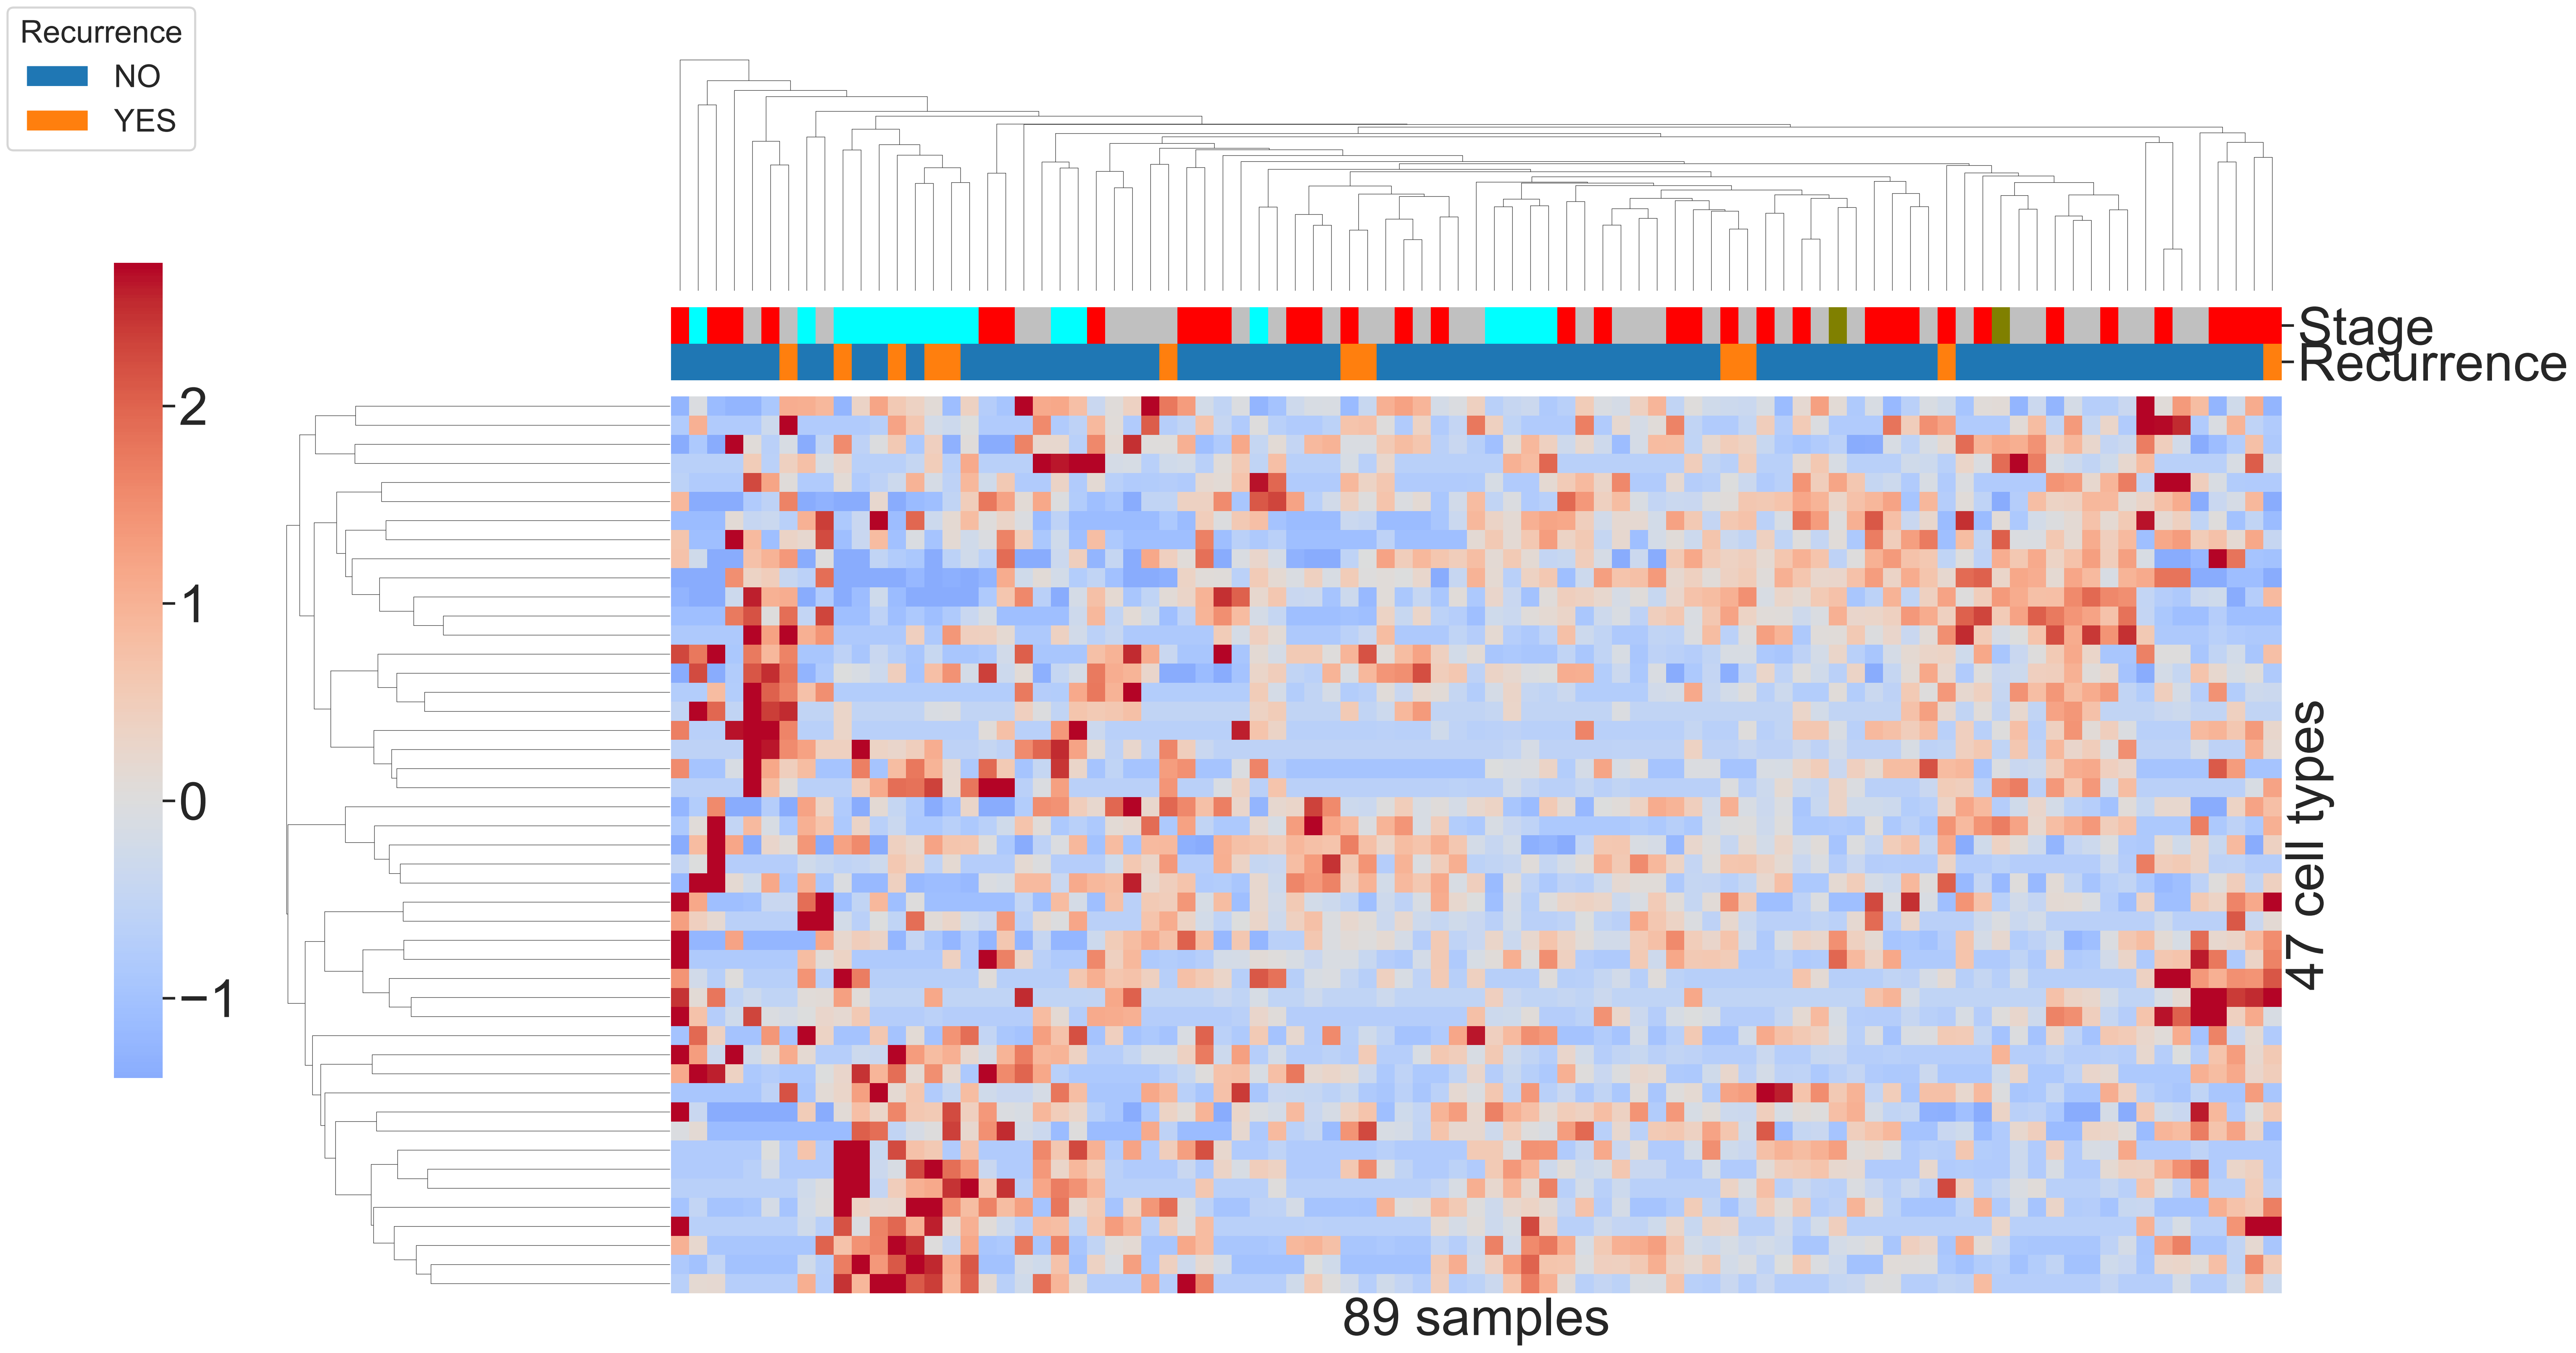 Recurrence
NO
YES
Stage
Recurrence
2
1
0
−1
47 cell types
89 samples